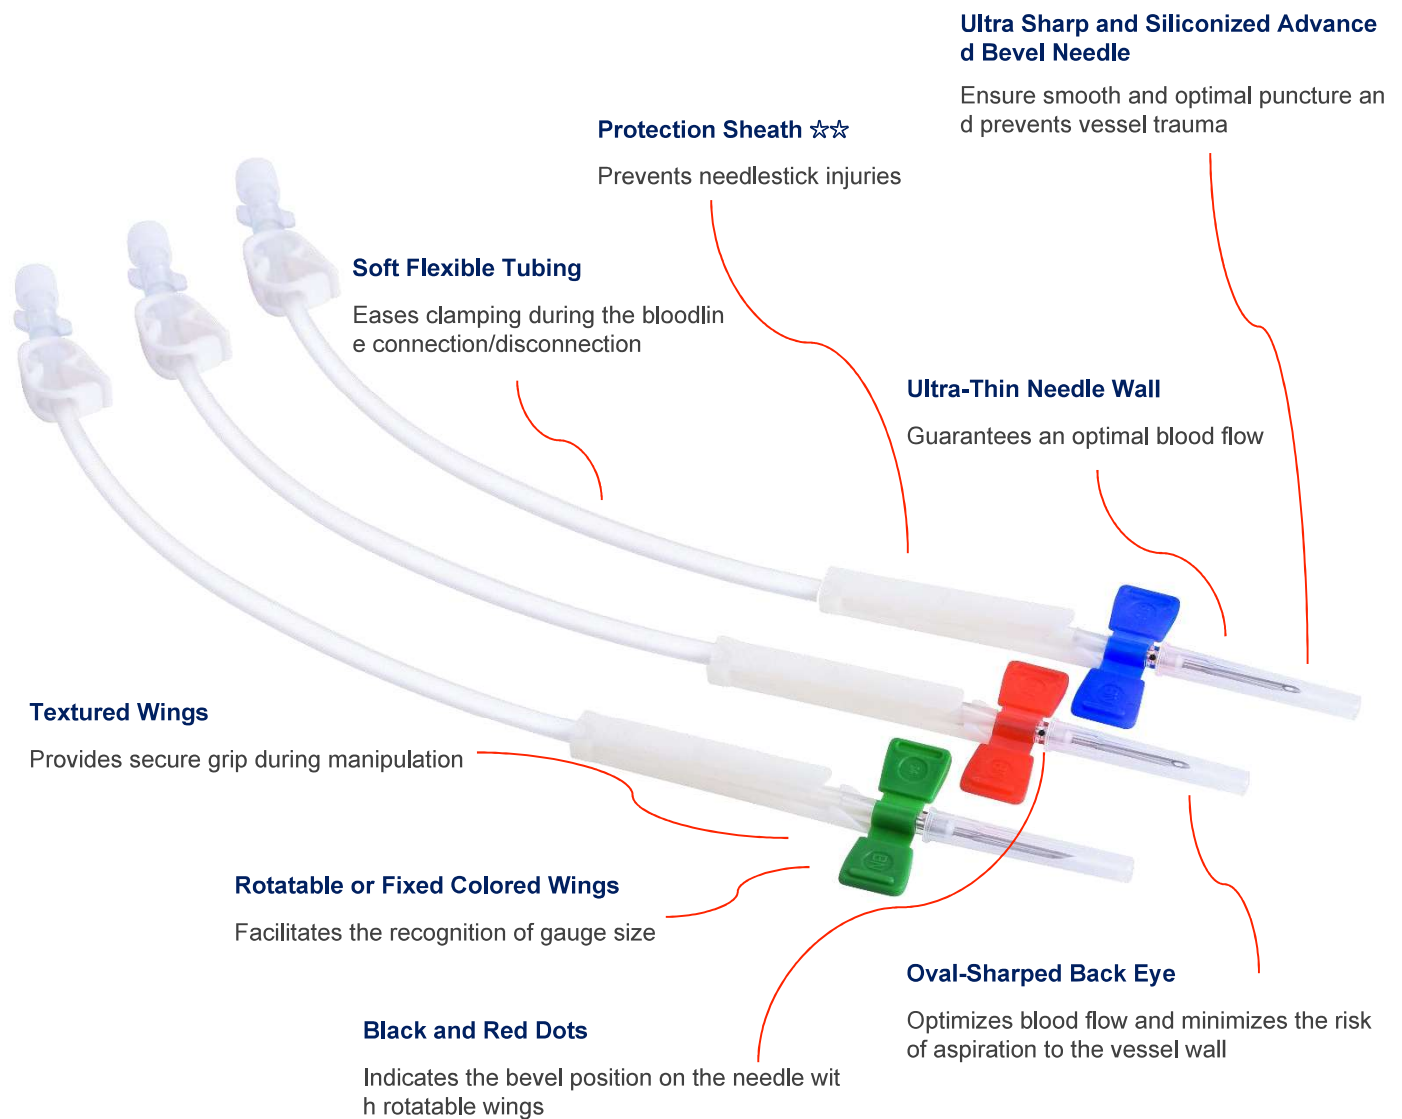 Ultra Sharp and Siliconized Advance
d Bevel Needle
Ensure smooth and optimal puncture an
d prevents vessel trauma
Protection Sheath ☆☆
Prevents needlestick injuries
Soft Flexible Tubing
Eases clamping during the bloodlin
e connection/disconnection
Ultra-Thin Needle Wall
Guarantees an optimal blood flow
Textured Wings
Provides secure grip during manipulation
Rotatable or Fixed Colored Wings
Facilitates the recognition of gauge size
Oval-Sharped Back Eye
Optimizes blood flow and minimizes the risk
of aspiration to the vessel wall
Black and Red Dots
Indicates the bevel position on the needle wit
h rotatable wings